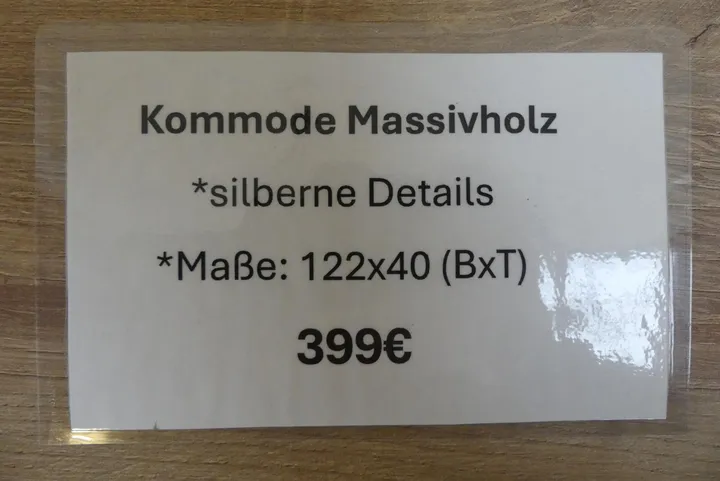 Kommode Massivholz
*silberne Details
*Maße: 122x40 (BxT)
399€